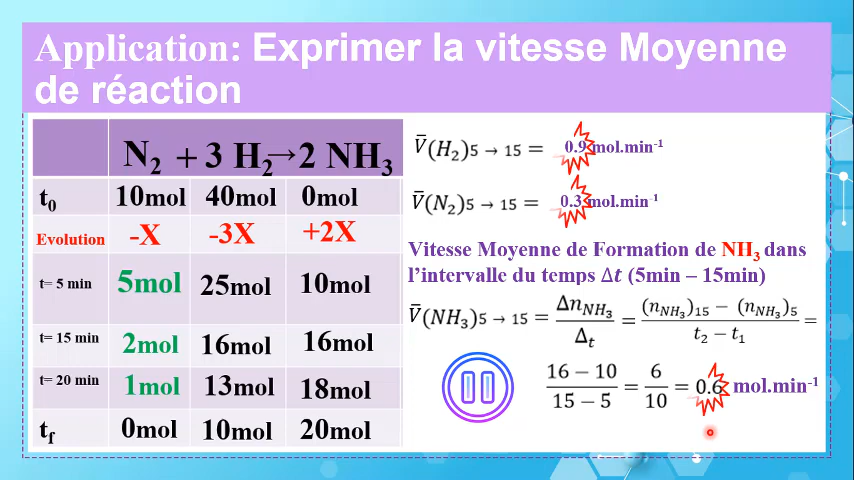 Application: Exprimer la vitesse Moyenne
de réaction
N₂ + 3 H₂→2 NH₃
t₀ 10mol 40mol 0mol
Evolution -X -3X +2X
t= 5 min 5mol 25mol 10mol
t= 15 min 2mol 16mol 16mol
t= 20 min 1mol 13mol 18mol
t_f 0mol 10mol 20mol
V̄(H₂)5 → 15 = 0.9 mol.min⁻¹
V̄(N₂)5 → 15 = 0.3 mol.min⁻¹
Vitesse Moyenne de Formation de NH₃ dans
l’intervalle du temps Δt (5min – 15min)
V̄(NH₃)5 → 15 = Δn_NH₃ / Δt = (n_NH₃)₁₅ − (n_NH₃)₅ / t₂ − t₁ =
16 − 10 / 15 − 5 = 6 / 10 = 0.6 mol.min⁻¹